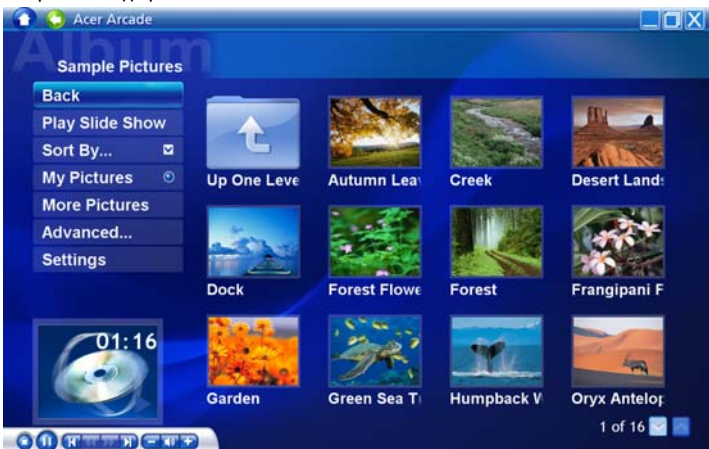 Acer Arcade
Album
Sample Pictures
Back
Play Slide Show
Sort By...
My Pictures
More Pictures
Advanced...
Settings
Up One Leve
Autumn Lea
Creek
Desert Lands
Dock
Forest Flowe
Forest
Frangipani F
Garden
Green Sea T
Humpback W
Oryx Antelop
01:16
1 of 16